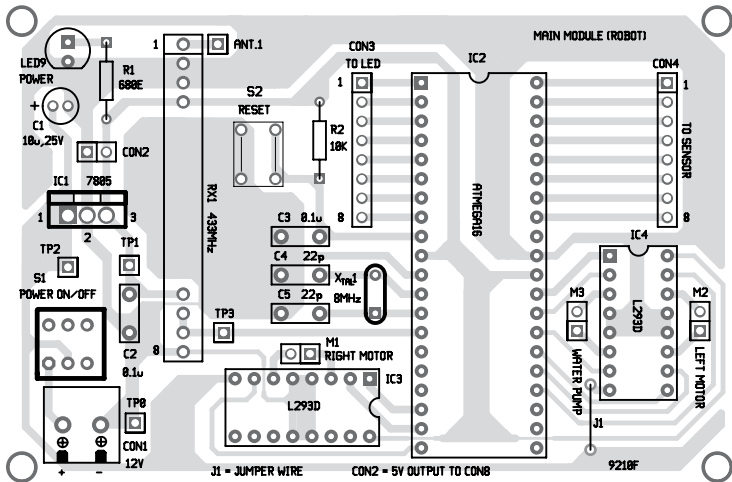 MAIN MODULE (ROBOT)
LED9
POWER
R1
680E
1
ANT.1
CON3
TO LED
1
IC2
CON4
1
+
C1
10u,25V
S2
RESET
R2
10K
CON2
TO SENSOR
IC1 7805
1
2
3
RX1 433MHz
ATMEGA16
8
8
C3 0.1u
TP2
TP1
C4 22p
XTAL1
8MHz
IC4
S1
POWER ON/OFF
C5 22p
M3
L293D
M2
C2
0.1u
8
TP3
M1
RIGHT MOTOR
WATER PUMP
LEFT MOTOR
IC3
L293D
TP0
CON1
12V
+ -
J1
J1 = JUMPER WIRE
CON2 = 5V OUTPUT TO CON8
9210F